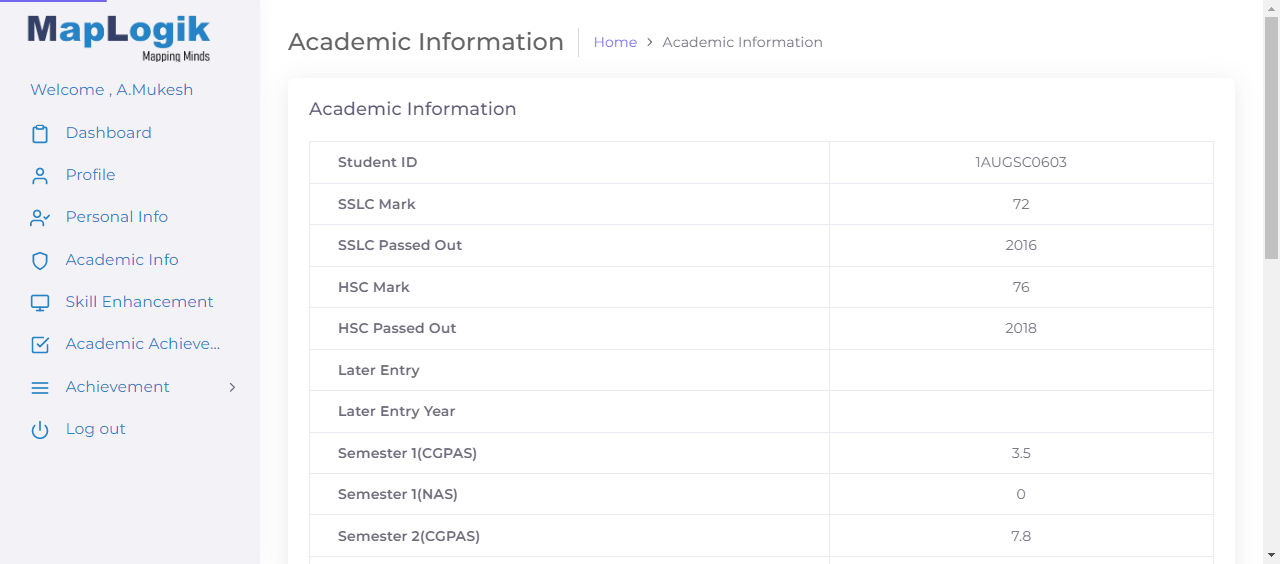 MapLogik
Mapping Minds
Welcome , A.Mukesh
Dashboard
Profile
Personal Info
Academic Info
Skill Enhancement
Academic Achieve...
Achievement
Log out
Academic Information
Home > Academic Information
Academic Information
Student ID 1AUGSC0603
SSLC Mark 72
SSLC Passed Out 2016
HSC Mark 76
HSC Passed Out 2018
Later Entry
Later Entry Year
Semester 1(CGPAS) 3.5
Semester 1(NAS) 0
Semester 2(CGPAS) 7.8